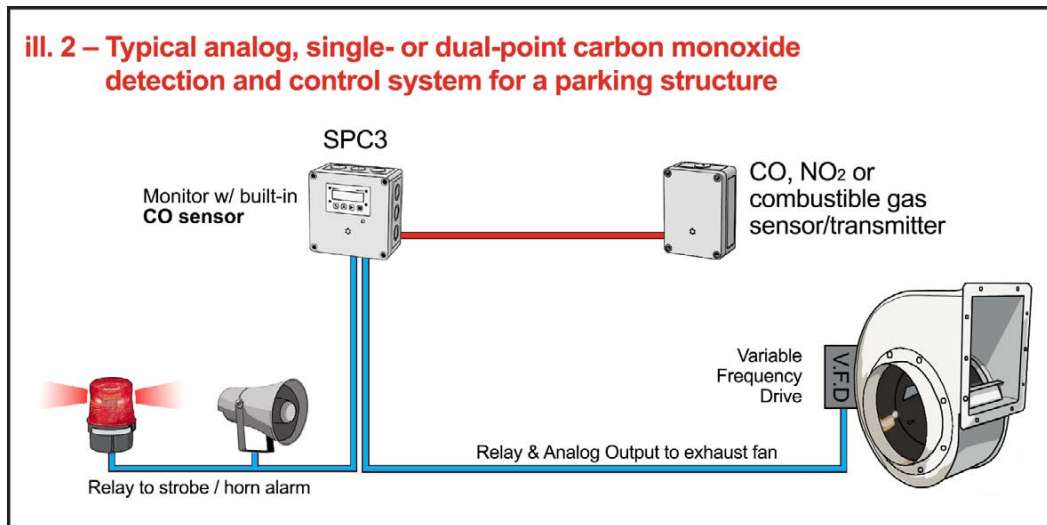 ill. 2 – Typical analog, single- or dual-point carbon monoxide
detection and control system for a parking structure
SPC3
Monitor w/ built-in
CO sensor
CO, NO₂ or
combustible gas
sensor/transmitter
Variable
Frequency
Drive
V.F.D
Relay & Analog Output to exhaust fan
Relay to strobe / horn alarm